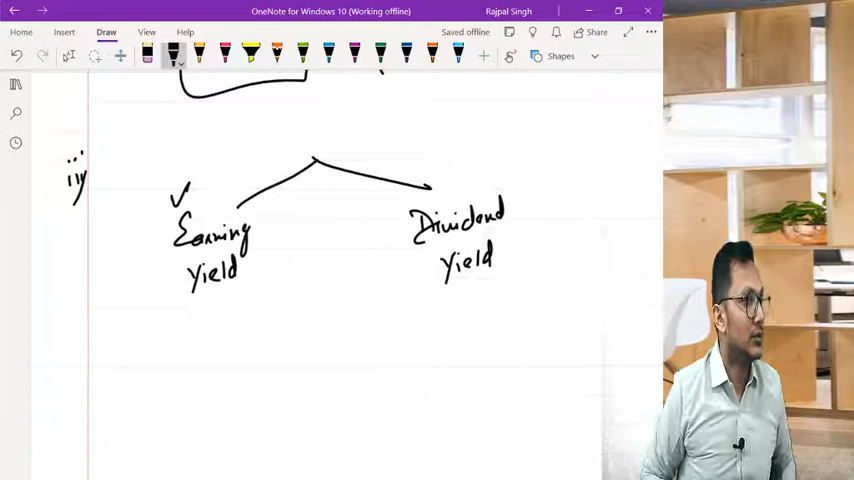 OneNote for Windows 10 (Working offline)
Rajpal Singh
Home Insert Draw View Help
Saved offline
Share
Shapes
iii)
✓
Earning Dividend
yield yield